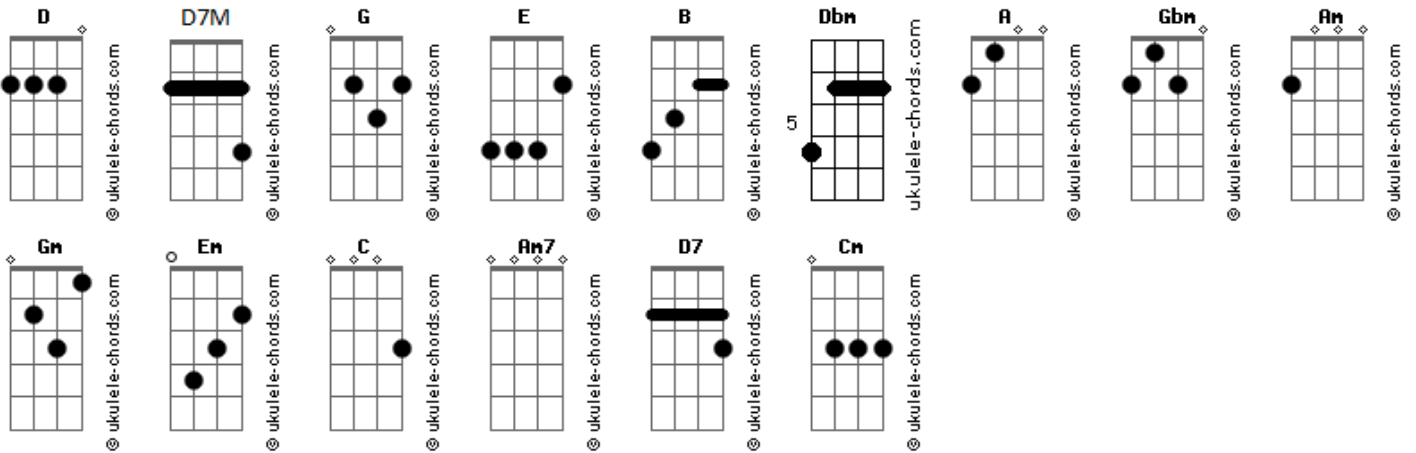 D D7M G E B Dbm A Gbm Am
© ukulele-chords.com © ukulele-chords.com © ukulele-chords.com © ukulele-chords.com © ukulele-chords.com ukulele-chords.com © ukulele-chords.com © ukulele-chords.com © ukulele-chords.com
5
Gm Em C Am7 D7 Cm
© ukulele-chords.com © ukulele-chords.com © ukulele-chords.com © ukulele-chords.com © ukulele-chords.com © ukulele-chords.com